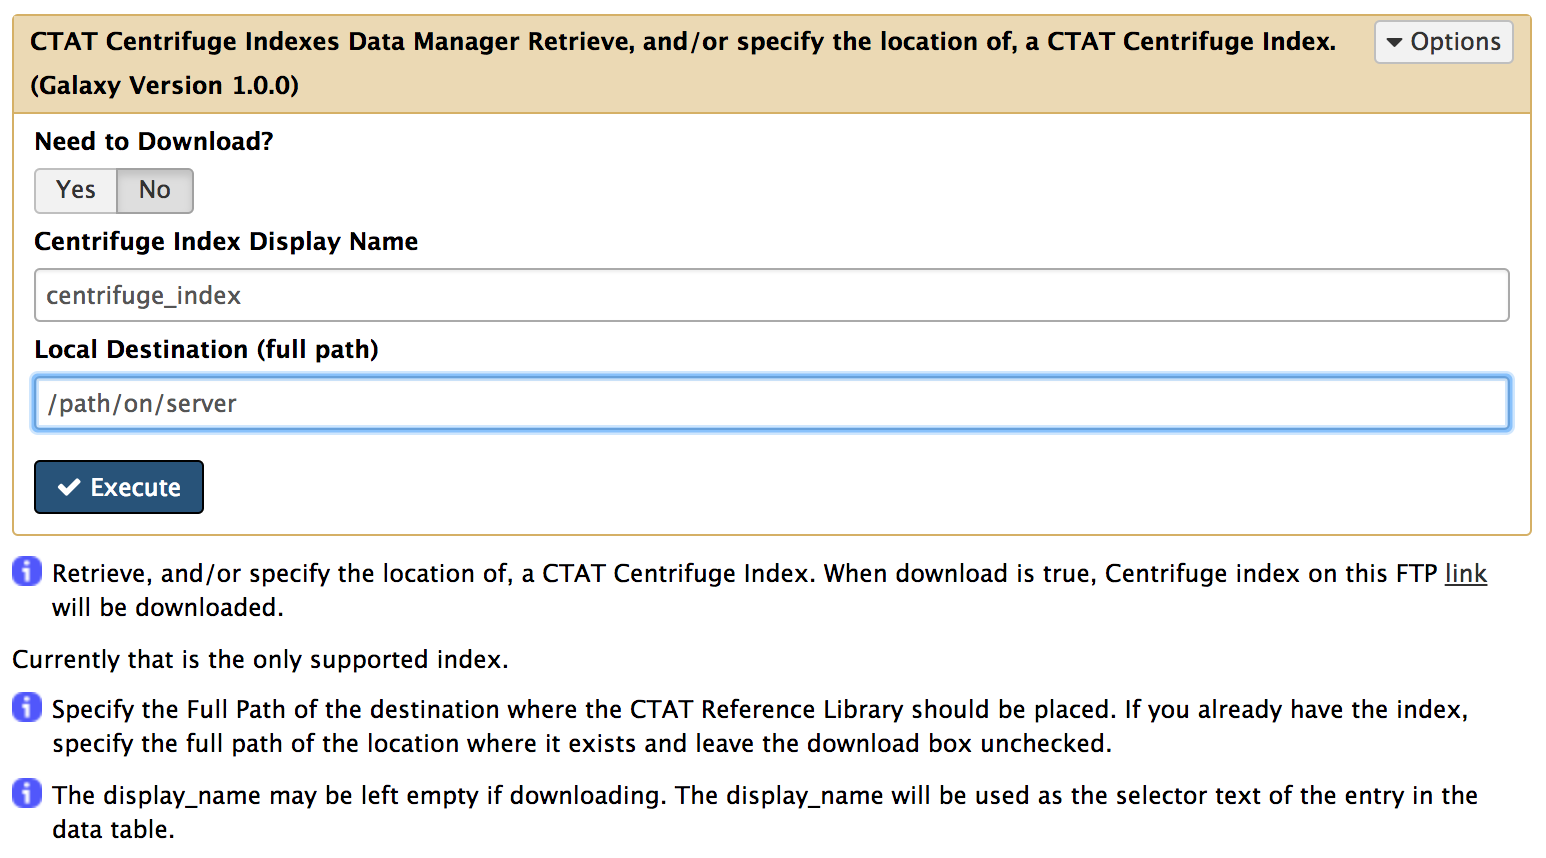 CTAT Centrifuge Indexes Data Manager Retrieve, and/or specify the location of, a CTAT Centrifuge Index.
(Galaxy Version 1.0.0)
Options
Need to Download?
Yes No
Centrifuge Index Display Name
centrifuge_index
Local Destination (full path)
/path/on/server
Execute
Retrieve, and/or specify the location of, a CTAT Centrifuge Index. When download is true, Centrifuge index on this FTP link
will be downloaded.
Currently that is the only supported index.
Specify the Full Path of the destination where the CTAT Reference Library should be placed. If you already have the index,
specify the full path of the location where it exists and leave the download box unchecked.
The display_name may be left empty if downloading. The display_name will be used as the selector text of the entry in the
data table.